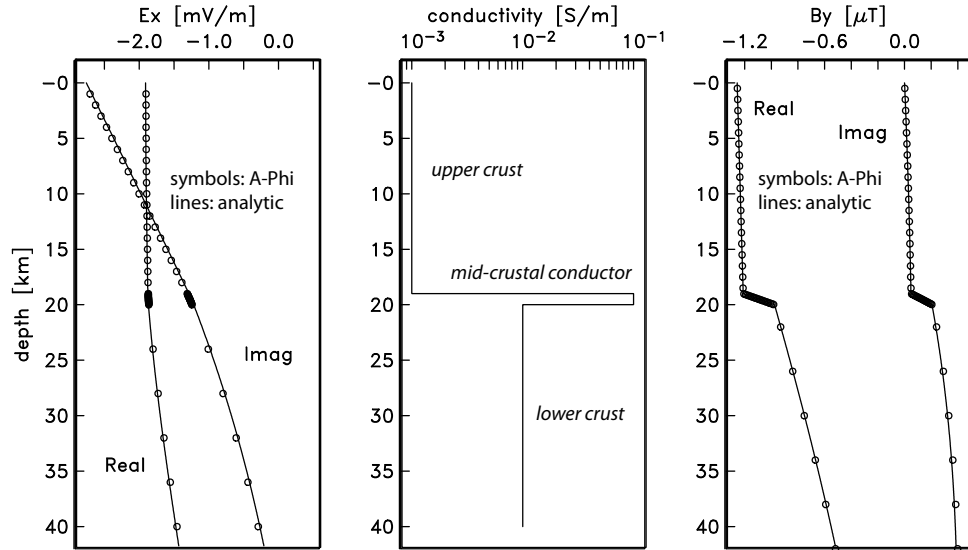 Ex [mV/m]
−2.0 −1.0 0.0
conductivity [S/m]
10−3 10−2 10−1
By [μT]
−1.2 −0.6 0.0
depth [km]
−0
5
10
15
20
25
30
35
40
symbols: A-Phi
lines: analytic
Imag
Real
−0
5
10
15
20
25
30
35
40
upper crust
mid-crustal conductor
lower crust
−0
5
10
15
20
25
30
35
40
Real
Imag
symbols: A-Phi
lines: analytic